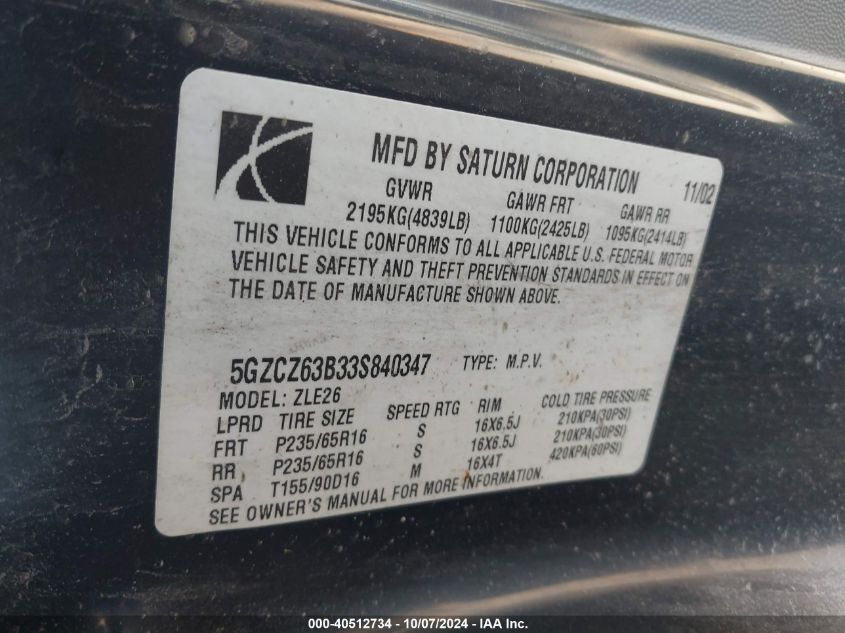 MFD BY SATURN CORPORATION 11/02
GVWR GAWR FRT GAWR RR
2195KG(4839LB) 1100KG(2425LB) 1095KG(2414LB)
THIS VEHICLE CONFORMS TO ALL APPLICABLE U.S. FEDERAL MOTOR
VEHICLE SAFETY AND THEFT PREVENTION STANDARDS IN EFFECT ON
THE DATE OF MANUFACTURE SHOWN ABOVE.
5GZCZ63B33S840347 TYPE: M.P.V.
MODEL: ZLE26
LPRD TIRE SIZE SPEED RTG RIM COLD TIRE PRESSURE
FRT P235/65R16 S 16X6.5J 210KPA(30PSI)
RR P235/65R16 S 16X6.5J 210KPA(30PSI)
SPA T155/90D16 M 16X4T 420KPA(60PSI)
SEE OWNER'S MANUAL FOR MORE INFORMATION.
000-40512734 - 10/07/2024 - IAA Inc.